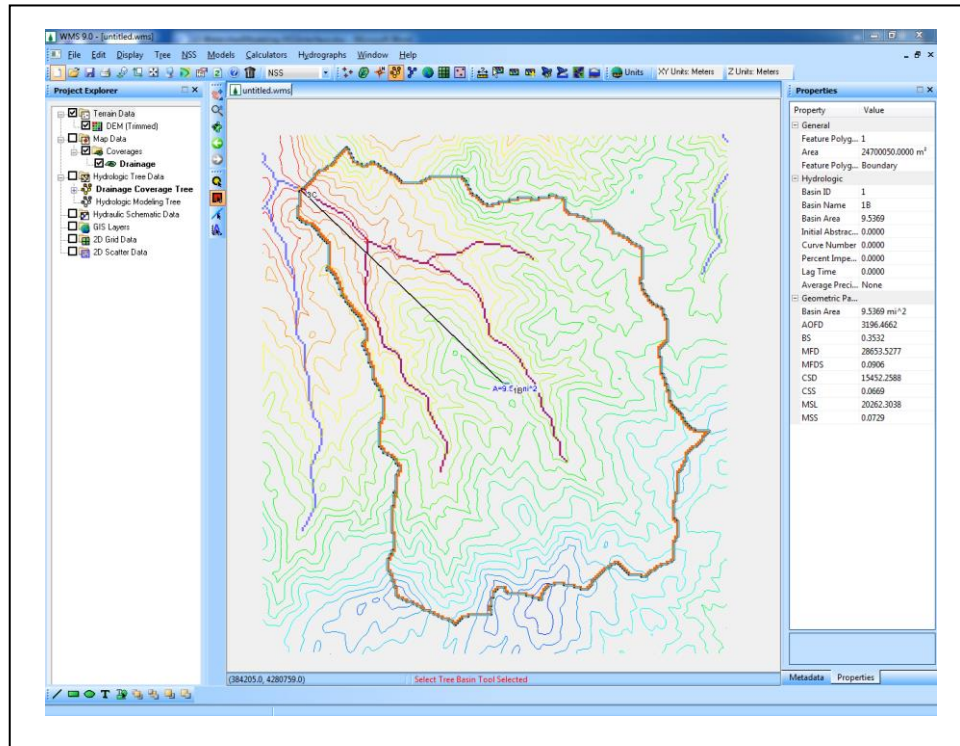 WMS 9.0 - [untitled.wms]
File Edit Display Tree NSS Models Calculators Hydrographs Window Help
NSS Units XY Units: Meters Z Units: Meters
Project Explorer
Terrain Data
DEM (Trimmed)
Map Data
Coverages
Drainage
Hydrologic Tree Data
Drainage Coverage Tree
Hydrologic Modeling Tree
Hydraulic Schematic Data
GIS Layers
2D Grid Data
2D Scatter Data
untitled.wms
(384205.0, 4280759.0) Select Tree Basin Tool Selected
Properties
Property Value
General
Feature Polyg... 1
Area 24700050.0000 m²
Feature Polyg... Boundary
Hydrologic
Basin ID 1
Basin Name 1B
Basin Area 9.5369
Initial Abstrac... 0.0000
Curve Number 0.0000
Percent Impe... 0.0000
Lag Time 0.0000
Average Preci... None
Geometric Pa...
Basin Area 9.5369 mi^2
AOFD 3196.4662
BS 0.3532
MFD 28653.5277
MFDS 0.0906
CSD 15452.2588
CSS 0.0669
MSL 20262.3038
MSS 0.0729
Metadata Properties